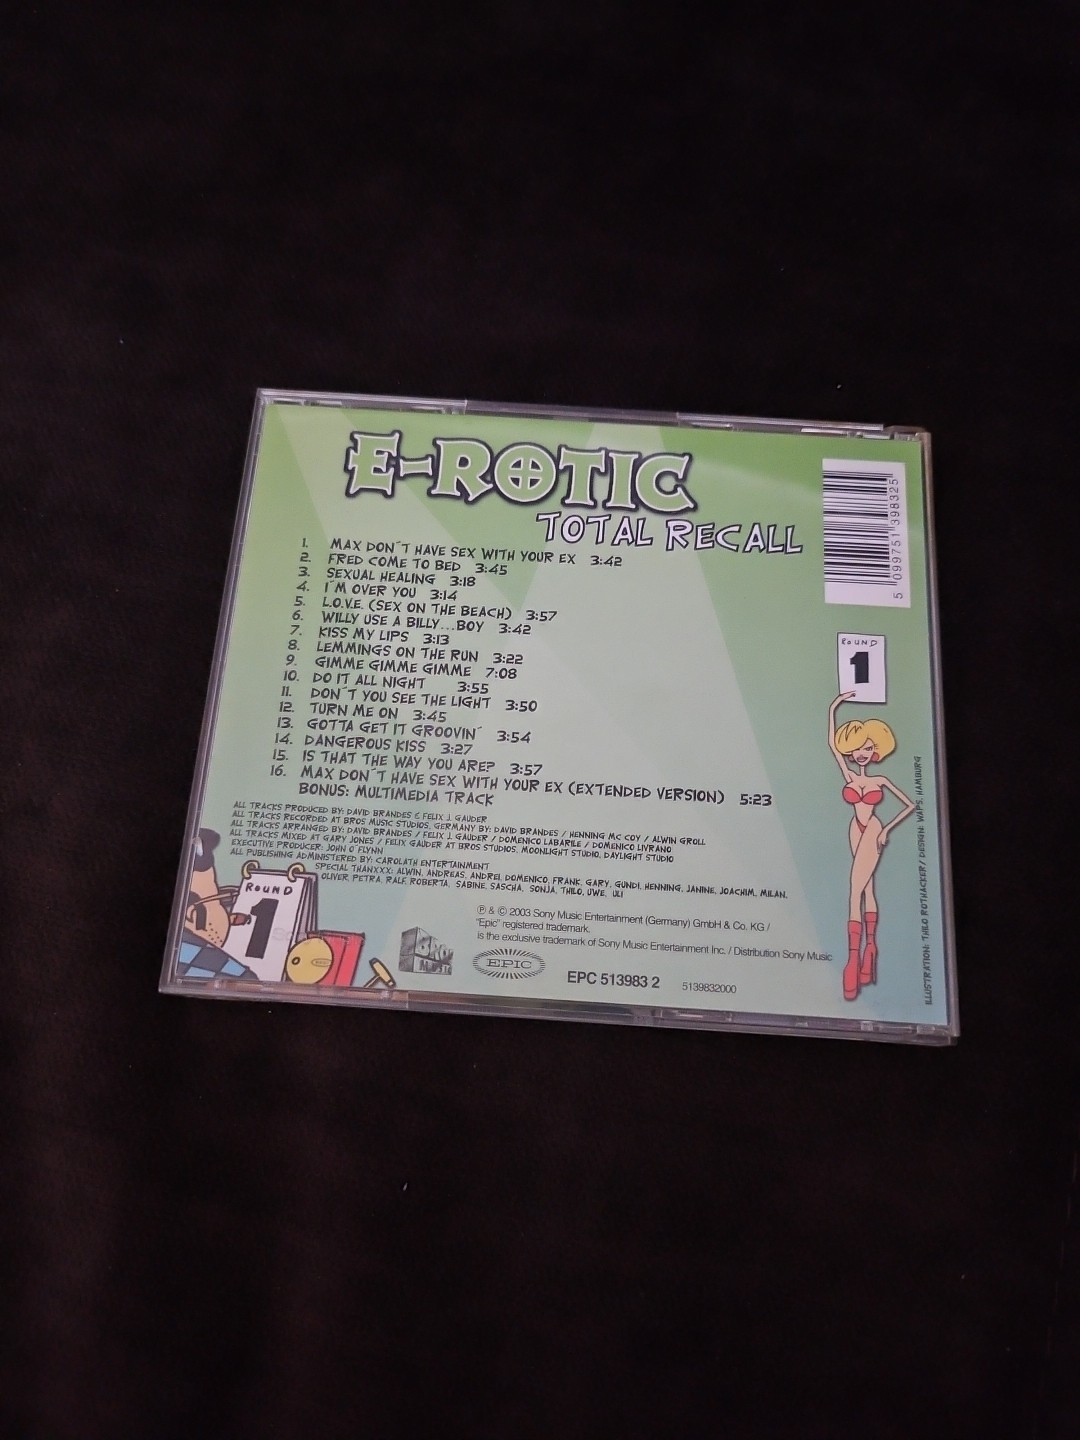 E-ROTIC
TOTAL RECALL
1. MAX DON´T HAVE SEX WITH YOUR EX 3:42
2. FRED COME TO BED 3:45
3. SEXUAL HEALING 3:18
4. I´M OVER YOU 3:14
5. L.O.V.E. (SEX ON THE BEACH) 3:57
6. WILLY USE A BILLY...BOY 3:42
7. KISS MY LIPS 3:13
8. LEMMINGS ON THE RUN 3:22
9. GIMME GIMME GIMME 7:08
10. DO IT ALL NIGHT 3:55
11. DON´T YOU SEE THE LIGHT 3:50
12. TURN ME ON 3:45
13. GOTTA GET IT GROOVIN´ 3:54
14. DANGEROUS KISS 3:27
15. IS THAT THE WAY YOU ARE? 3:57
16. MAX DON´T HAVE SEX WITH YOUR EX (EXTENDED VERSION) 5:23
BONUS: MULTIMEDIA TRACK
ALL TRACKS PRODUCED BY: DAVID BRANDES & FELIX J. GAUDER
ALL TRACKS RECORDED AT BROS MUSIC STUDIOS, GERMANY BY: DAVID BRANDES / HENNING MC COY / ALWIN GROLL
ALL TRACKS ARRANGED BY: DAVID BRANDES / FELIX J. GAUDER / DOMENICO LABARILE / DOMENICO LIVRANO
ALL TRACKS MIXED AT GARY JONES / FELIX GAUDER AT BROS STUDIOS, MOONLIGHT STUDIO, DAYLIGHT STUDIO
EXECUTIVE PRODUCER: JOHN O´FLYNN
ALL PUBLISHING ADMINISTERED BY: CAROLATH ENTERTAINMENT
SPECIAL THANXXX: ALWIN, ANDREAS, ANDREI, DOMENICO, FRANK, GARY, GUNDI, HENNING, JANINE, JOACHIM, MILAN,
OLIVER, PETRA, RALF, ROBERTA, SABINE, SASCHA, SONJA, THILO, UWE, ULI
℗ & © 2003 Sony Music Entertainment (Germany) GmbH & Co. KG /
"Epic" registered trademark.
is the exclusive trademark of Sony Music Entertainment Inc. / Distribution Sony Music
EPIC
EPC 513983 2 5139832000
BROS
MUSIC
ROUND
1
ROUND
1
5 099751 398325
ILLUSTRATION: THILO ROTHACKER / DESIGN: WAPS, HAMBURG